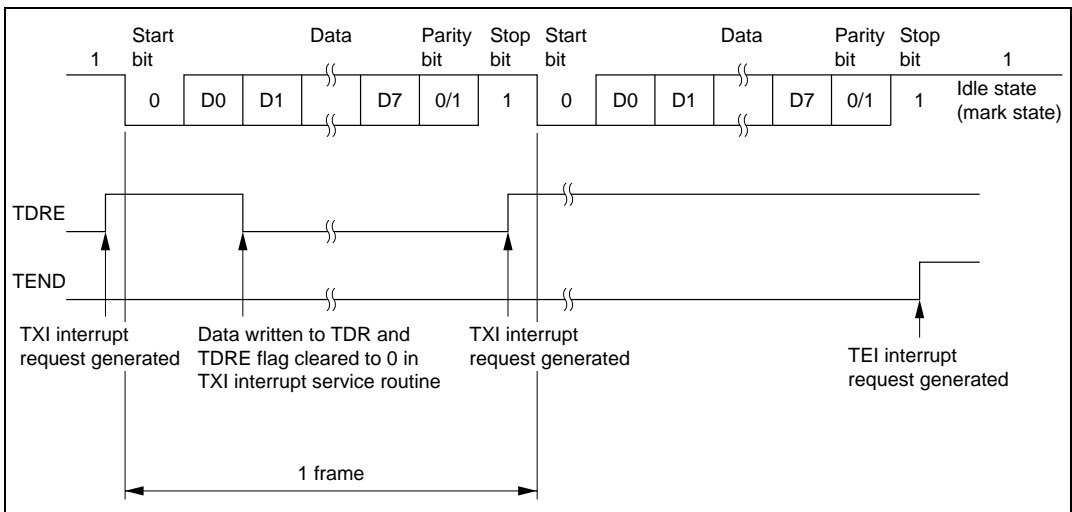 Start Data Parity Stop Start Data Parity Stop
1 bit bit bit bit bit bit 1
0 D0 D1 D7 0/1 1 0 D0 D1 D7 0/1 1 Idle state
(mark state)
TDRE
TEND
TXI interrupt
request generated
Data written to TDR and
TDRE flag cleared to 0 in
TXI interrupt service routine
TXI interrupt
request generated
TEI interrupt
request generated
1 frame